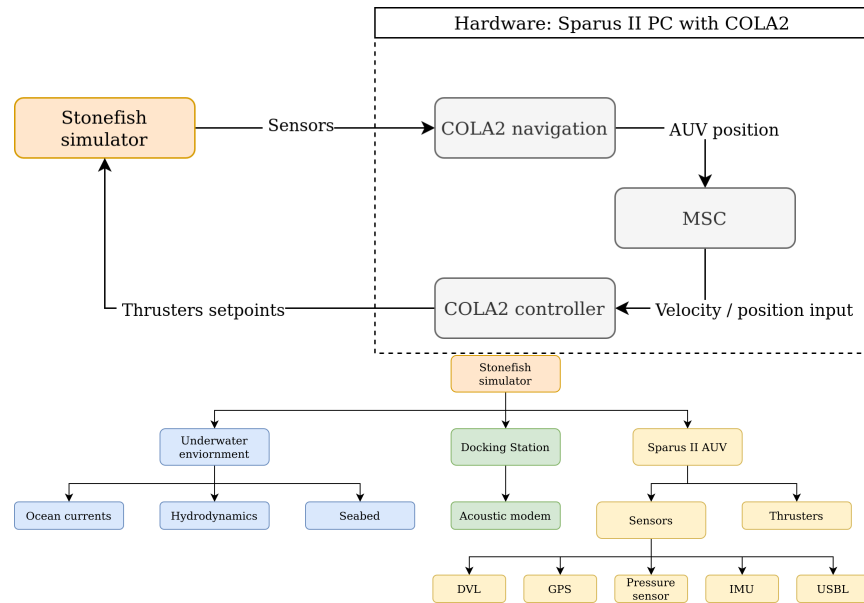 Hardware: Sparus II PC with COLA2
Stonefish
simulator
Sensors
COLA2 navigation
AUV position
MSC
Thrusters setpoints
COLA2 controller
Velocity / position input
Stonefish
simulator
Underwater
enviornment
Docking Station
Sparus II AUV
Ocean currents
Hydrodynamics
Seabed
Acoustic modem
Sensors
Thrusters
DVL
GPS
Pressure
sensor
IMU
USBL